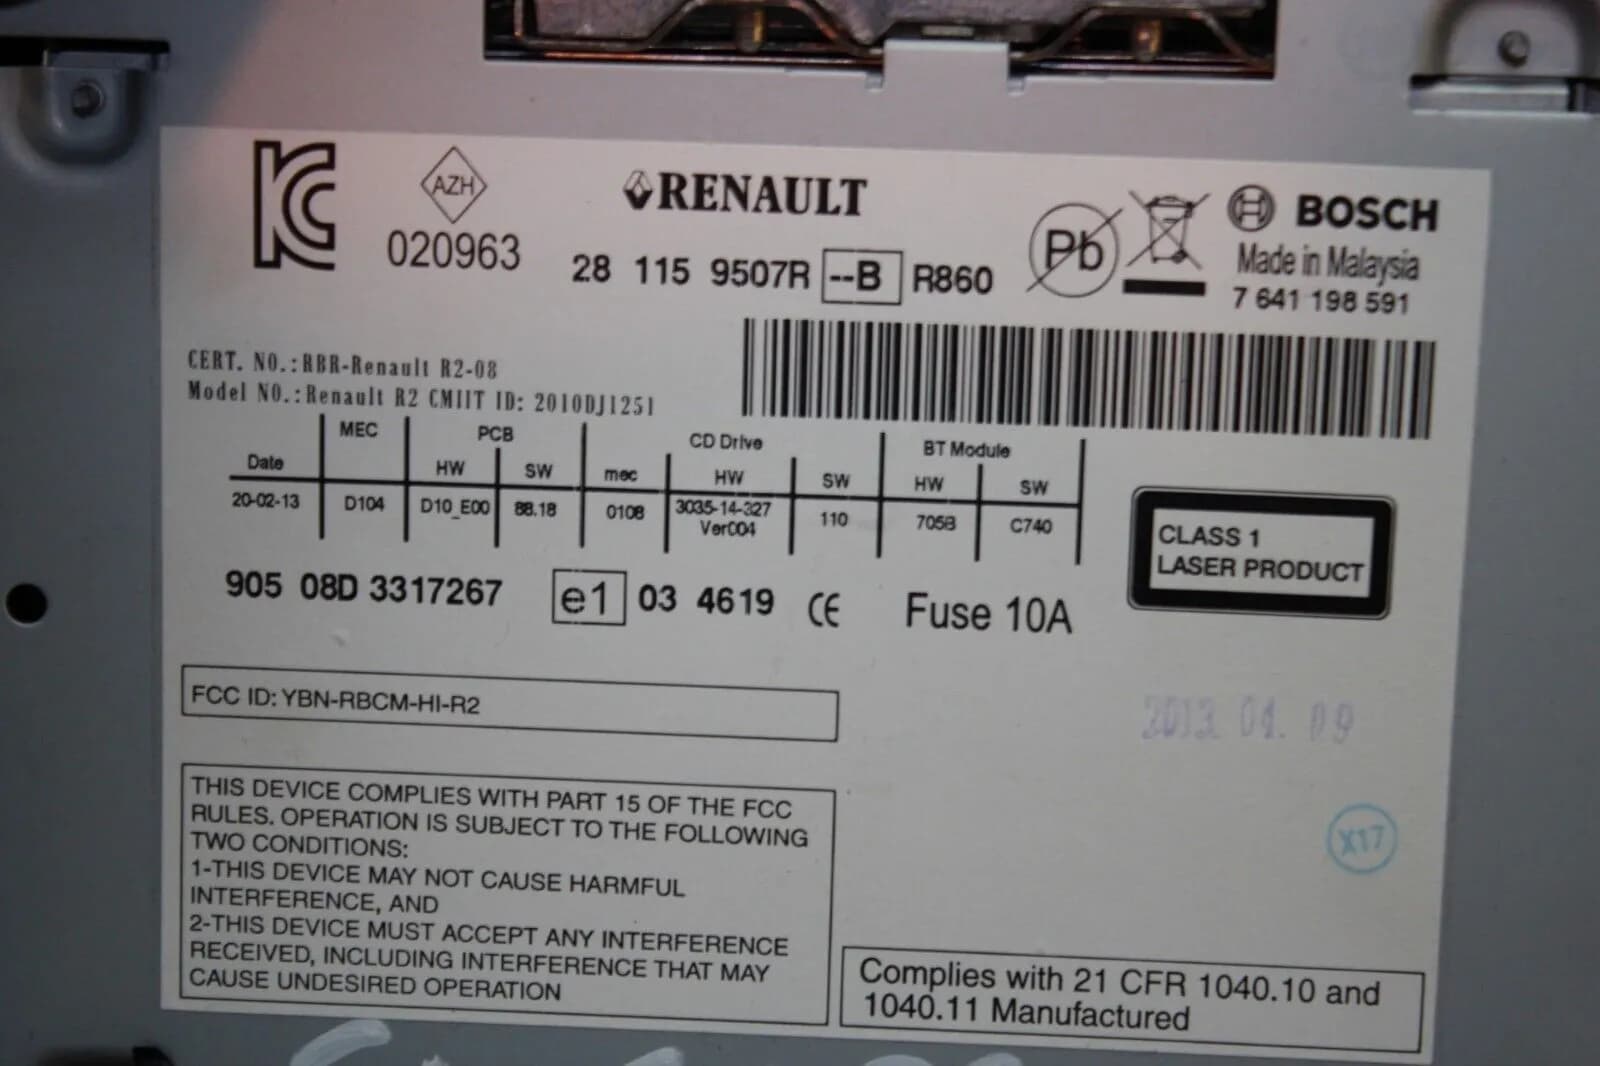 AZH
020963
RENAULT
28 115 9507R --B R860
Pb
BOSCH
Made in Malaysia
7 641 198 591
CERT. NO.:RBR-Renault R2-08
Model NO.:Renault R2 CMIIT ID: 2010DJ1251
MEC PCB CD Drive BT Module
Date HW SW mec HW SW HW SW
20-02-13 D104 D10_E00 88.18 0108 3035-14-327 110 705B C740
Ver004
CLASS 1
LASER PRODUCT
905 08D 3317267 e1 03 4619 CE Fuse 10A
FCC ID: YBN-RBCM-HI-R2
2013. 04. 09
X17
THIS DEVICE COMPLIES WITH PART 15 OF THE FCC
RULES. OPERATION IS SUBJECT TO THE FOLLOWING
TWO CONDITIONS:
1-THIS DEVICE MAY NOT CAUSE HARMFUL
INTERFERENCE, AND
2-THIS DEVICE MUST ACCEPT ANY INTERFERENCE
RECEIVED, INCLUDING INTERFERENCE THAT MAY
CAUSE UNDESIRED OPERATION
Complies with 21 CFR 1040.10 and
1040.11 Manufactured